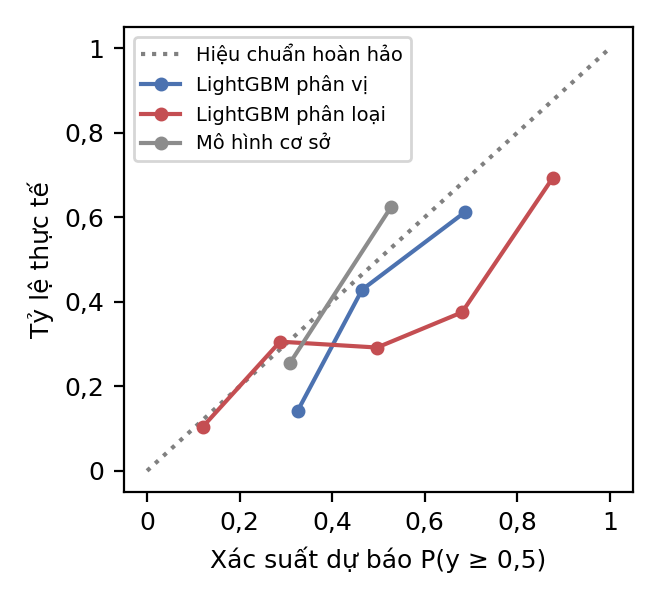 Hiệu chuẩn hoàn hảo
LightGBM phân vị
LightGBM phân loại
Mô hình cơ sở
1
0,8
0,6
0,4
0,2
0
Tỷ lệ thực tế
0
0,2
0,4
0,6
0,8
1
Xác suất dự báo P(y ≥ 0,5)